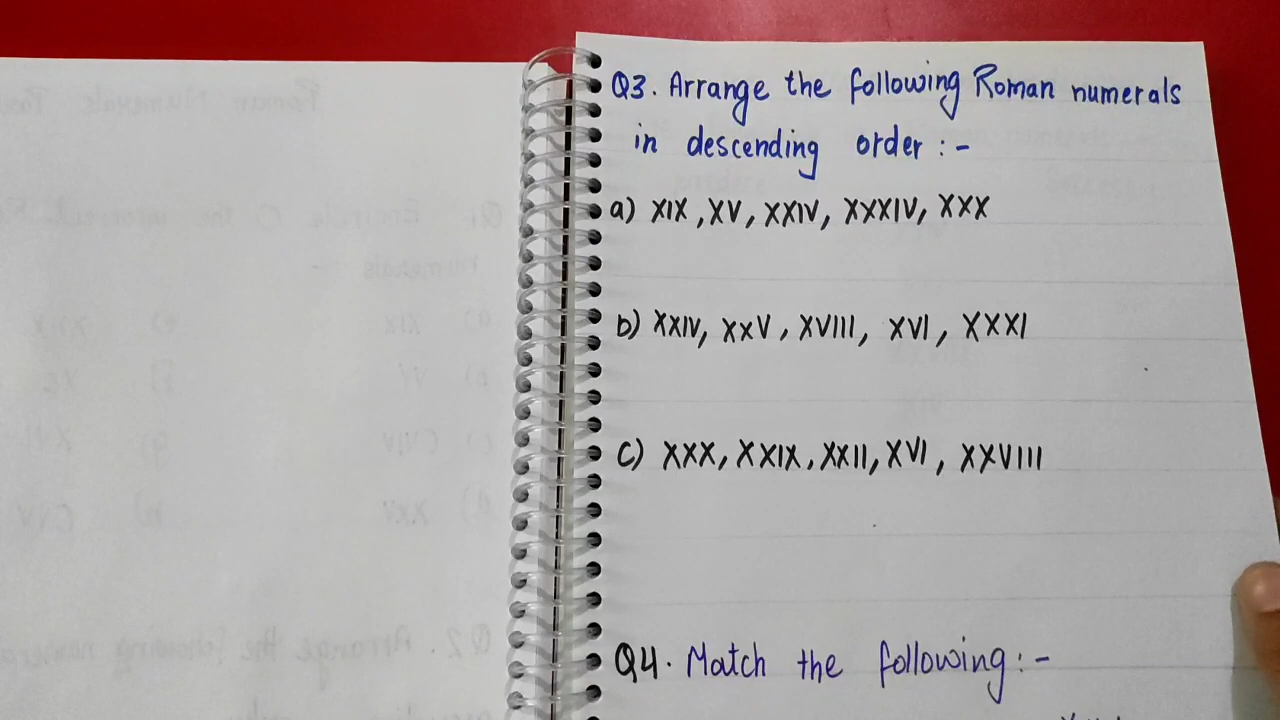 Q3. Arrange the following Roman numerals
in descending order :-
a) XIX, XV, XXIV, XXXIV, XXX
b) XXIV, XXV, XVIII, XVI, XXXI
c) XXX, XXIX, XXII, XVI, XXVIII
Q4. Match the following :-